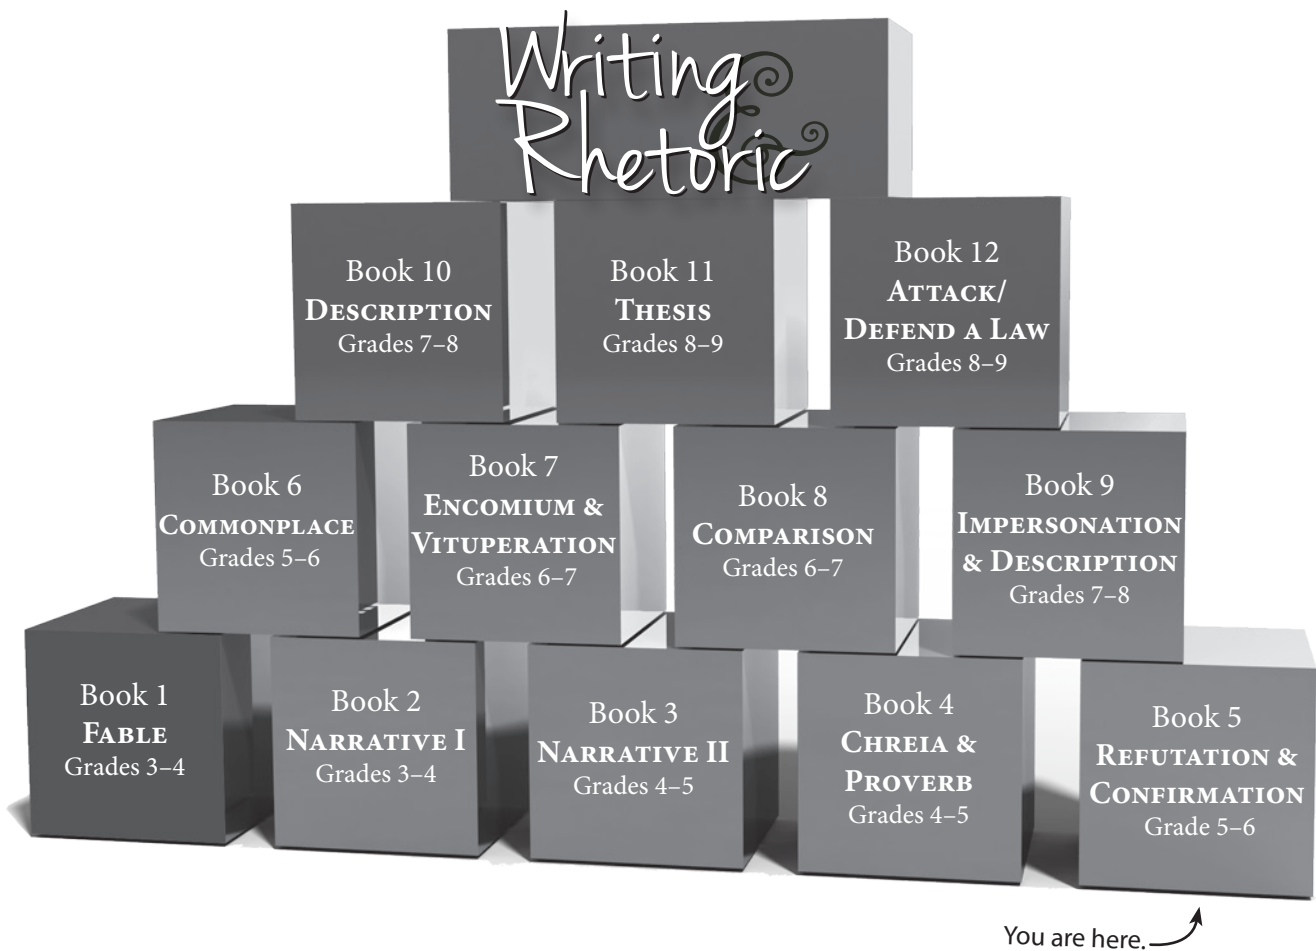 Writing &
Rhetoric
Book 10
DESCRIPTION
Grades 7–8
Book 11
THESIS
Grades 8–9
Book 12
ATTACK/
DEFEND A LAW
Grades 8–9
Book 6
COMMONPLACE
Grades 5–6
Book 7
ENCOMIUM &
VITUPERATION
Grades 6–7
Book 8
COMPARISON
Grades 6–7
Book 9
IMPERSONATION
& DESCRIPTION
Grades 7–8
Book 1
FABLE
Grades 3–4
Book 2
NARRATIVE I
Grades 3–4
Book 3
NARRATIVE II
Grades 4–5
Book 4
CHREIA &
PROVERB
Grades 4–5
Book 5
REFUTATION &
CONFIRMATION
Grade 5–6
You are here.